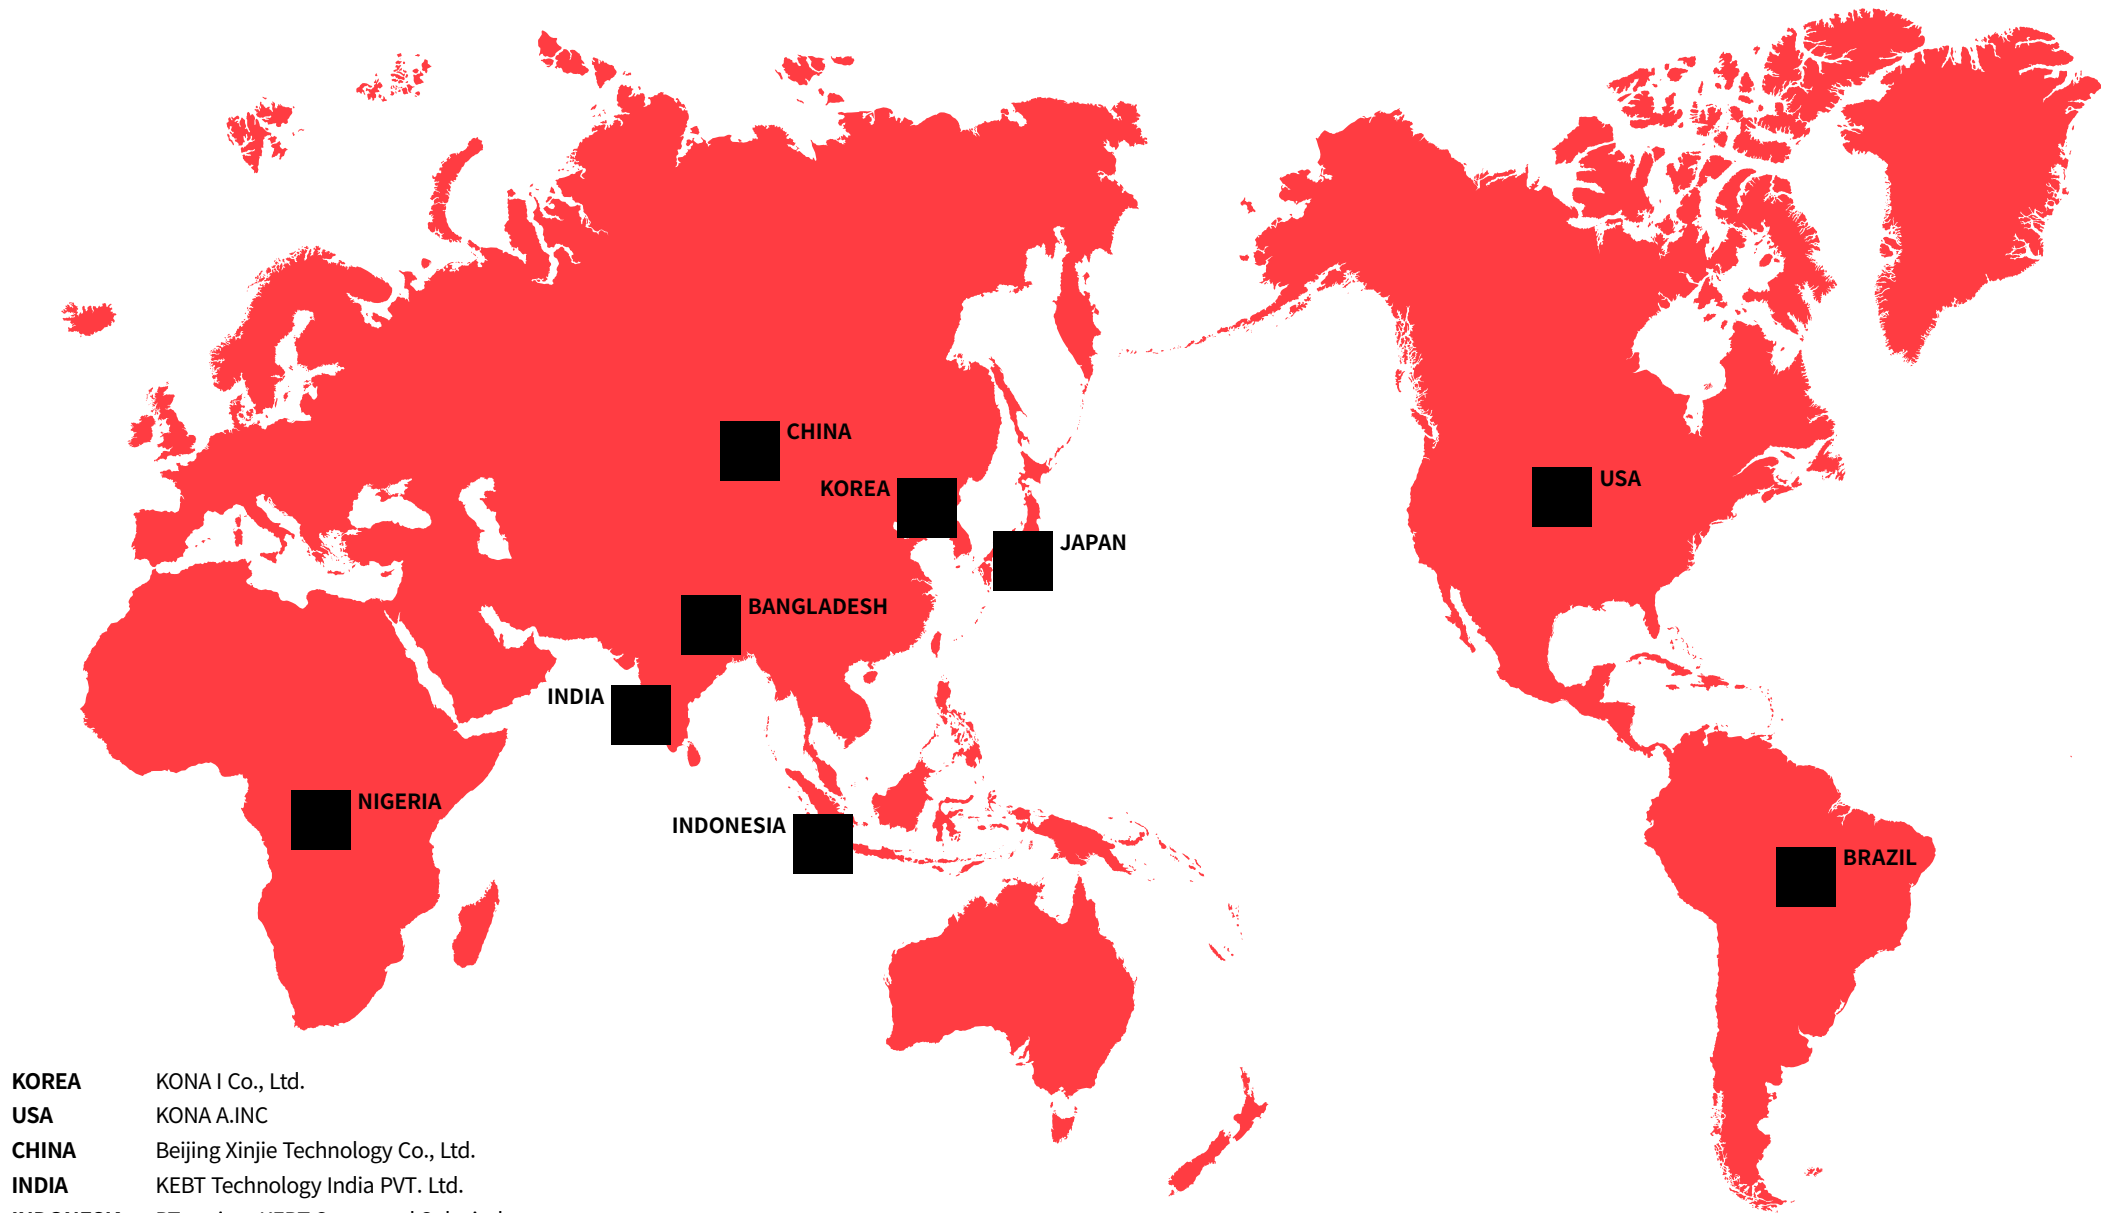 CHINA
KOREA
USA
JAPAN
BANGLADESH
INDIA
NIGERIA
INDONESIA
BRAZIL
KOREA KONA I Co., Ltd.
USA KONA A.INC
CHINA Beijing Xinjie Technology Co., Ltd.
INDIA KEBT Technology India PVT. Ltd.